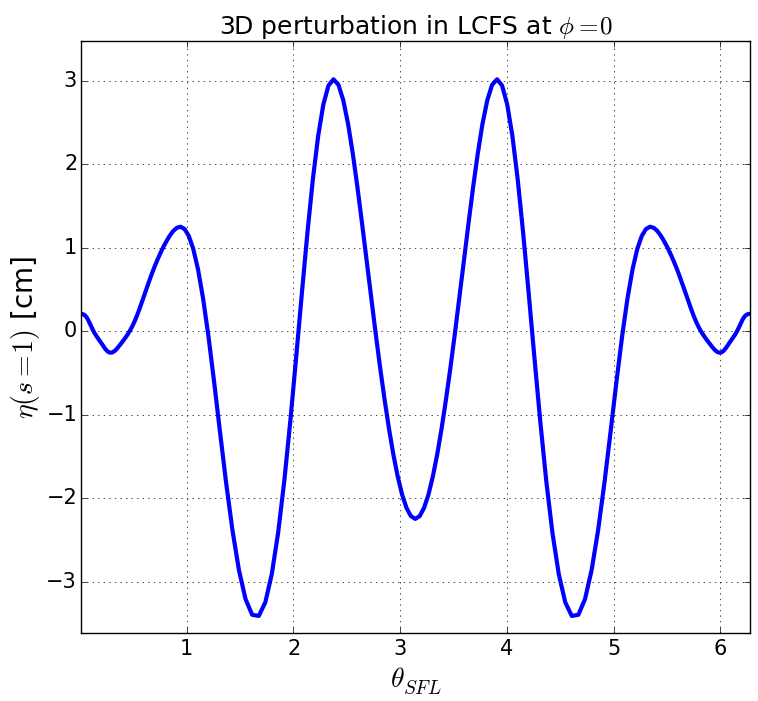 3D perturbation in LCFS at ϕ=0
η(s=1) [cm]
3
2
1
0
−1
−2
−3
1 2 3 4 5 6
θ_SFL